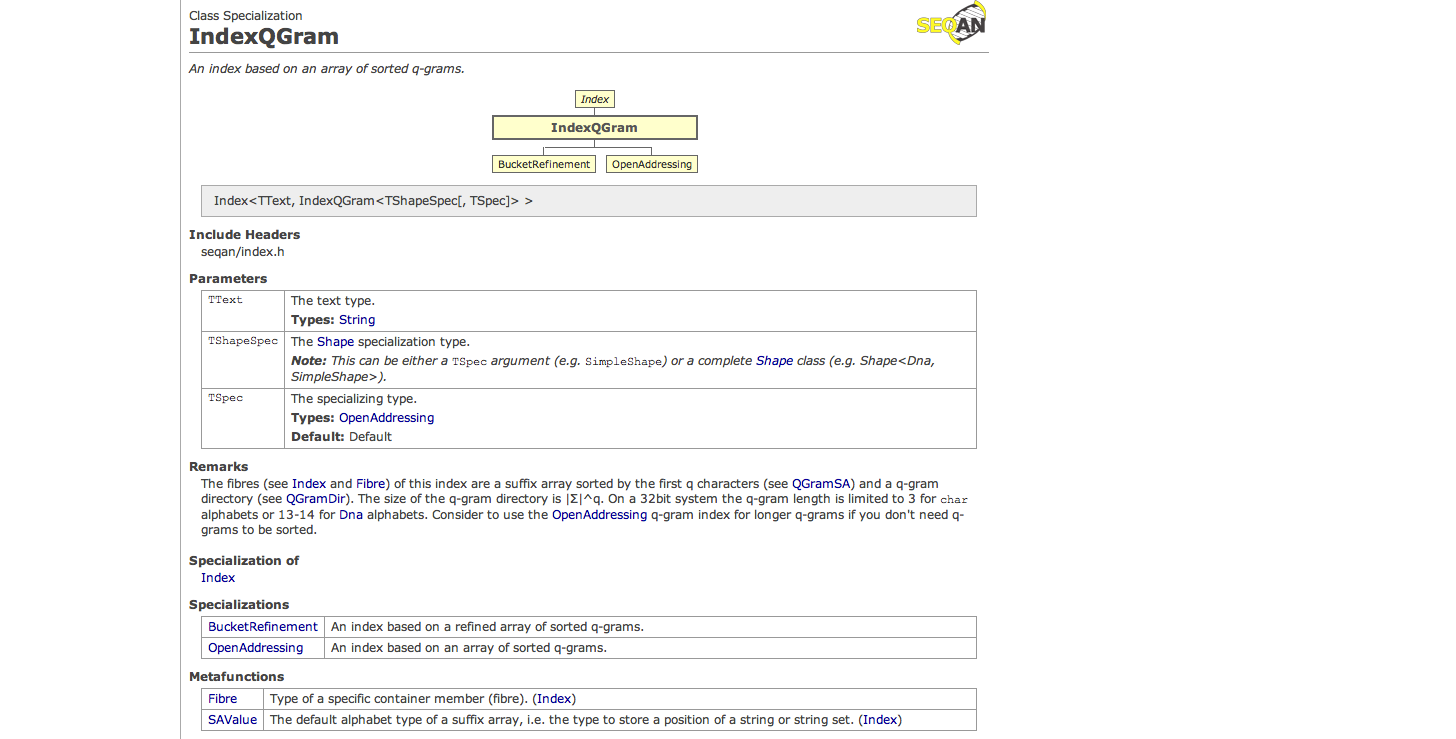 Class Specialization
SEQAN
IndexQGram
An index based on an array of sorted q-grams.
Index
IndexQGram
BucketRefinement OpenAddressing
Index<TText, IndexQGram<TShapeSpec[, TSpec]> >
Include Headers
seqan/index.h
Parameters
TText The text type.
Types: String
TShapeSpec The Shape specialization type.
Note: This can be either a TSpec argument (e.g. SimpleShape) or a complete Shape class (e.g. Shape<Dna,
SimpleShape>).
TSpec The specializing type.
Types: OpenAddressing
Default: Default
Remarks
The fibres (see Index and Fibre) of this index are a suffix array sorted by the first q characters (see QGramSA) and a q-gram
directory (see QGramDir). The size of the q-gram directory is |Σ|^q. On a 32bit system the q-gram length is limited to 3 for char
alphabets or 13-14 for Dna alphabets. Consider to use the OpenAddressing q-gram index for longer q-grams if you don't need q-
grams to be sorted.
Specialization of
Index
Specializations
BucketRefinement An index based on a refined array of sorted q-grams.
OpenAddressing An index based on an array of sorted q-grams.
Metafunctions
Fibre Type of a specific container member (fibre). (Index)
SAValue The default alphabet type of a suffix array, i.e. the type to store a position of a string or string set. (Index)